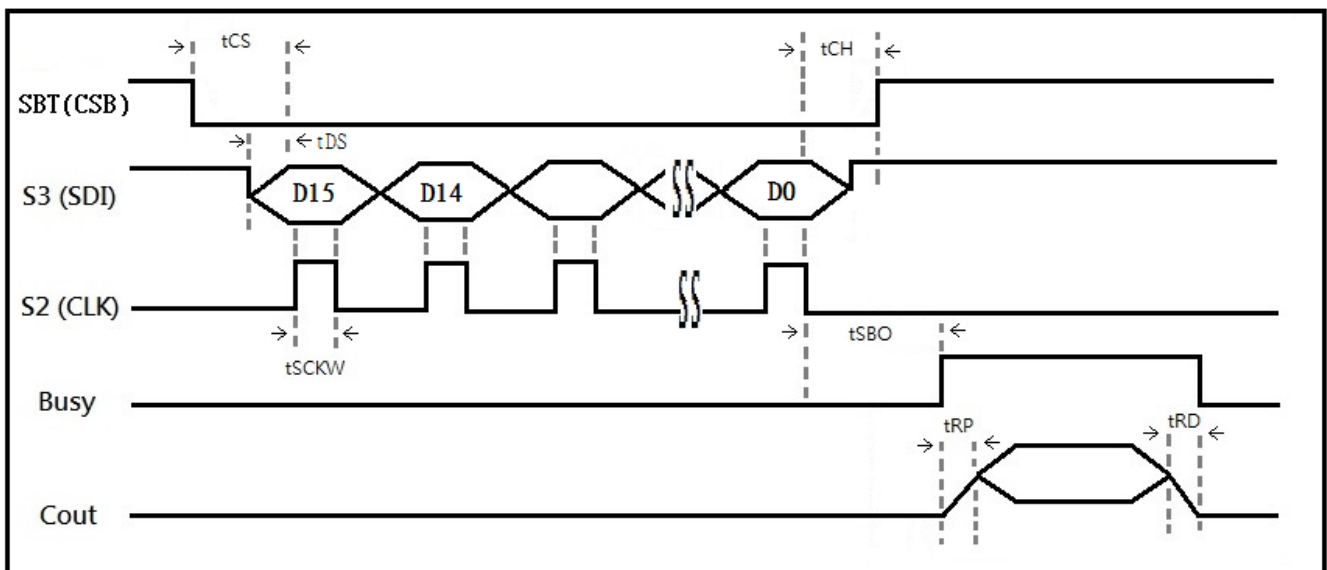 tCS
tCH
SBT(CSB)
tDS
S3 (SDI)
D15
D14
D0
S2 (CLK)
tSCKW
tSBO
Busy
tRP
tRD
Cout